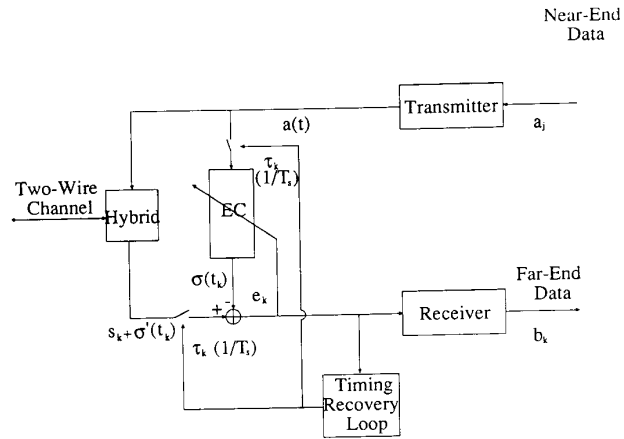 Near-End
Data
Transmitter
a(t)
a_j
τ_k
(1/T_s)
Two-Wire
Channel
Hybrid
EC
σ(t_k)
e_k
Far-End
Data
+ -
Receiver
s_k+σ'(t_k)
τ_k (1/T_s)
b_k
Timing
Recovery
Loop